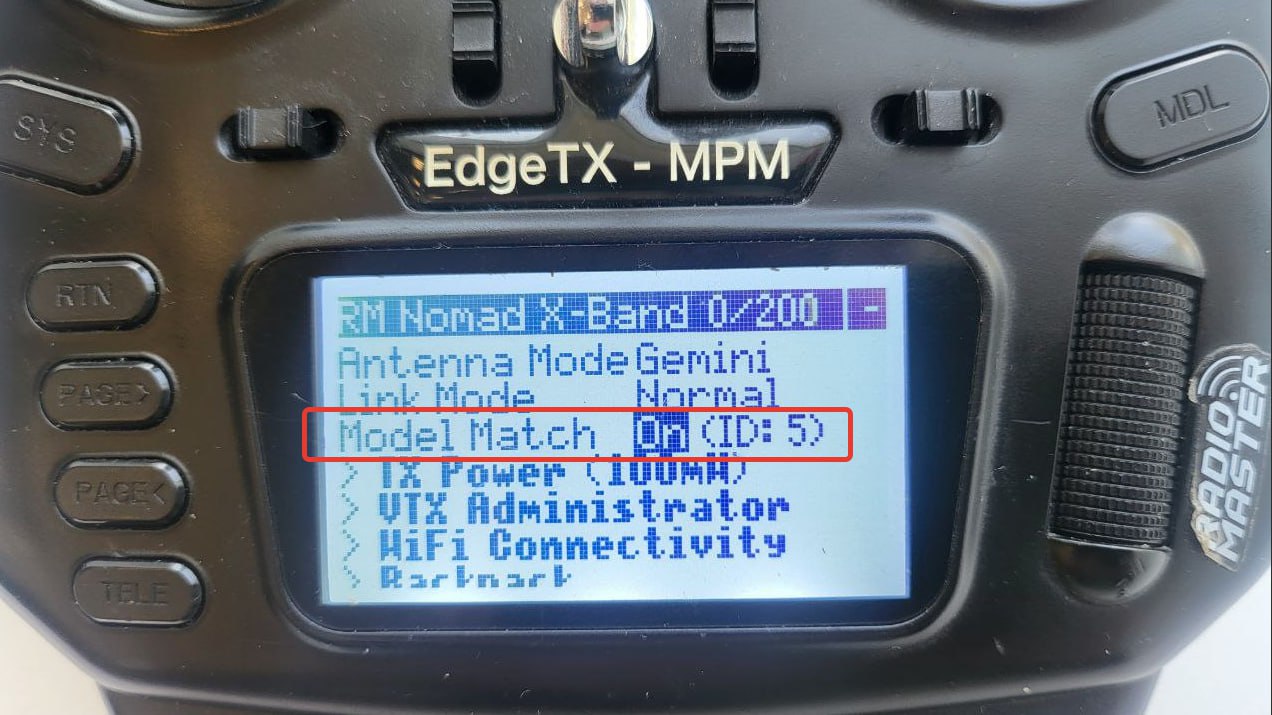 SYS
MDL
EdgeTX - MPM
RTN
PAGE>
PAGE<
TELE
RM Nomad X-Band 0/200 -
Antenna Mode Gemini
Link Mode Normal
Model Match On (ID: 5)
> TX Power (100mW)
> VTX Administrator
> WiFi Connectivity
RADIO
MASTER